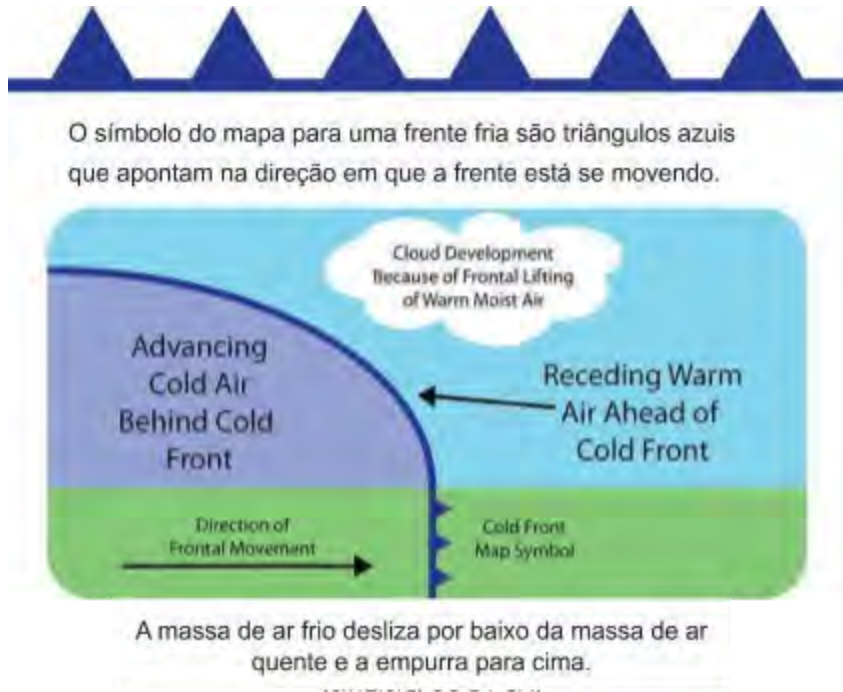 O símbolo do mapa para uma frente fria são triângulos azuis
que apontam na direção em que a frente está se movendo.
Cloud Development
Because of Frontal Lifting
of Warm Moist Air
Advancing
Cold Air
Behind Cold
Front
Receding Warm
Air Ahead of
Cold Front
Direction of
Frontal Movement
Cold Front
Map Symbol
A massa de ar frio desliza por baixo da massa de ar
quente e a empurra para cima.